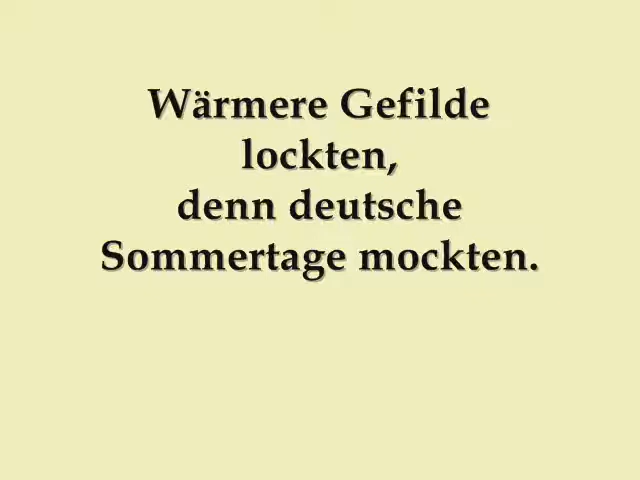 Wärmere Gefilde
lockten,
denn deutsche
Sommertage mockten.